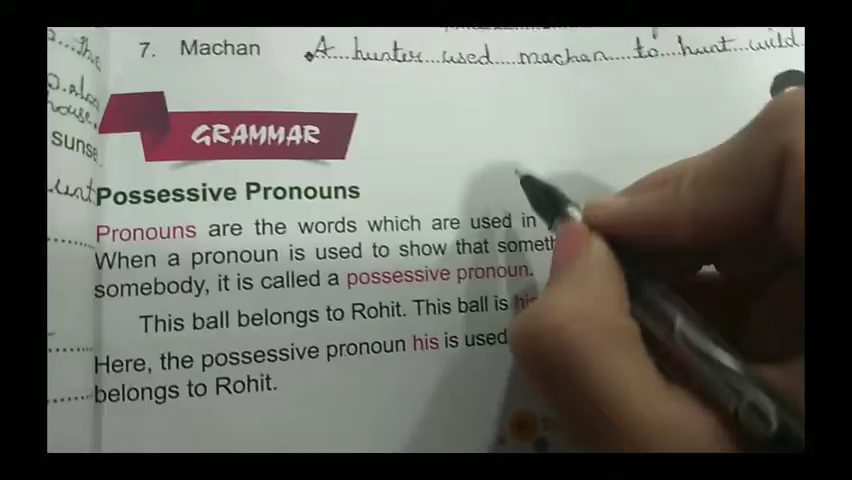 7. Machan A...hunter...used....machan....to...hunt...wild.
GRAMMAR
sunse
Possessive Pronouns
Pronouns are the words which are used in
When a pronoun is used to show that someth
somebody, it is called a possessive pronoun.
This ball belongs to Rohit. This ball is his
Here, the possessive pronoun his is used
belongs to Rohit.